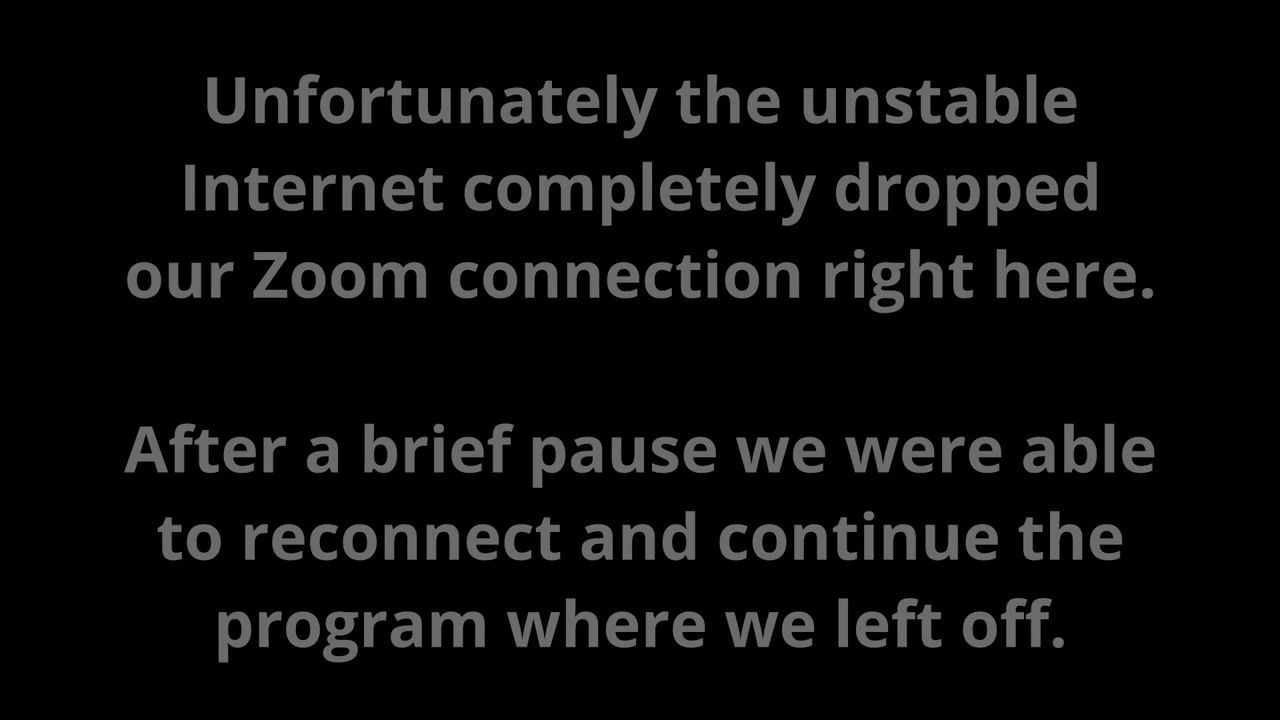 Unfortunately the unstable
Internet completely dropped
our Zoom connection right here.
After a brief pause we were able
to reconnect and continue the
program where we left off.